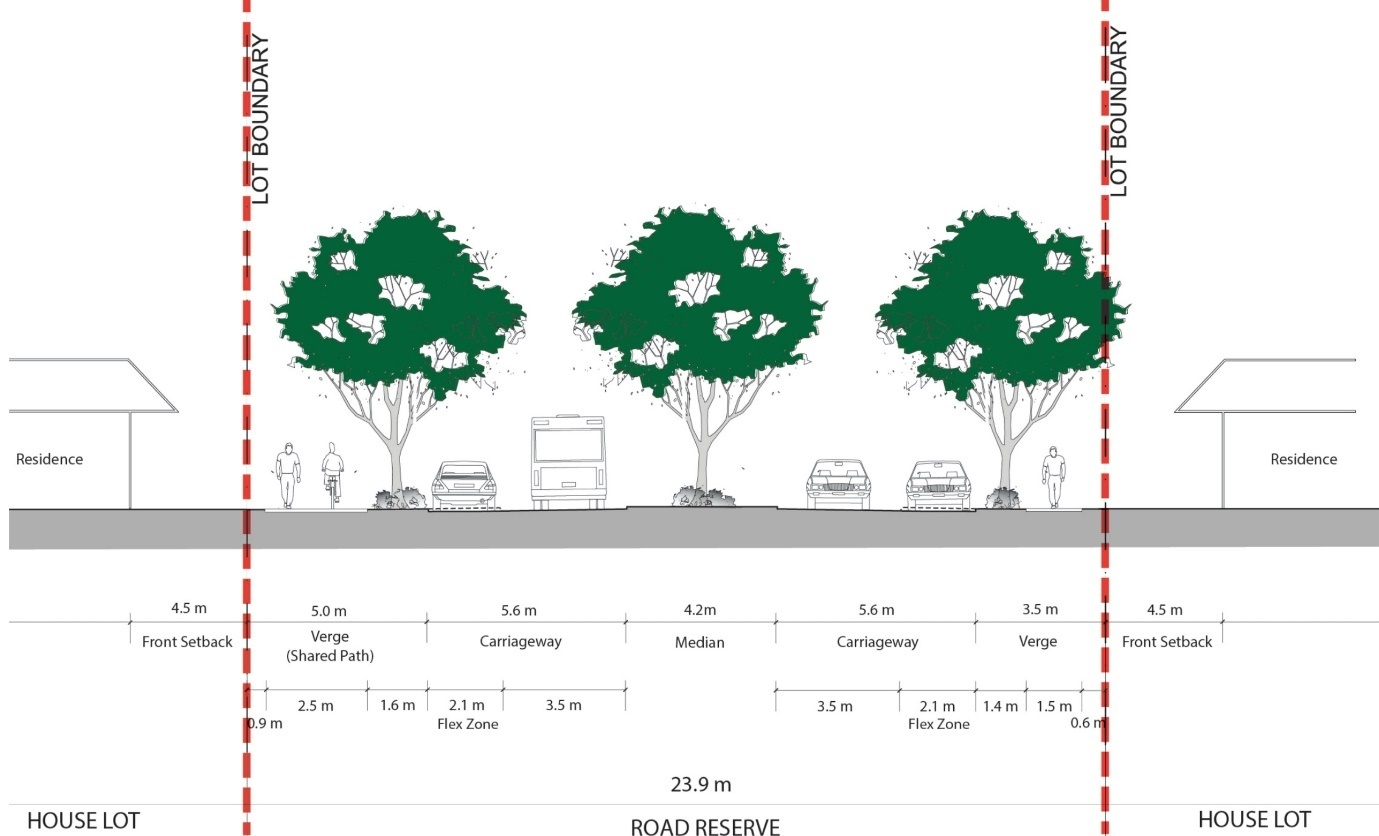 LOT BOUNDARY
LOT BOUNDARY
Residence
Residence
4.5 m
5.0 m
5.6 m
4.2m
5.6 m
3.5 m
4.5 m
Front Setback
Verge
(Shared Path)
Carriageway
Median
Carriageway
Verge
Front Setback
0.9 m
2.5 m
1.6 m
2.1 m
Flex Zone
3.5 m
3.5 m
2.1 m
Flex Zone
1.4 m
1.5 m
0.6 m
23.9 m
HOUSE LOT
ROAD RESERVE
HOUSE LOT